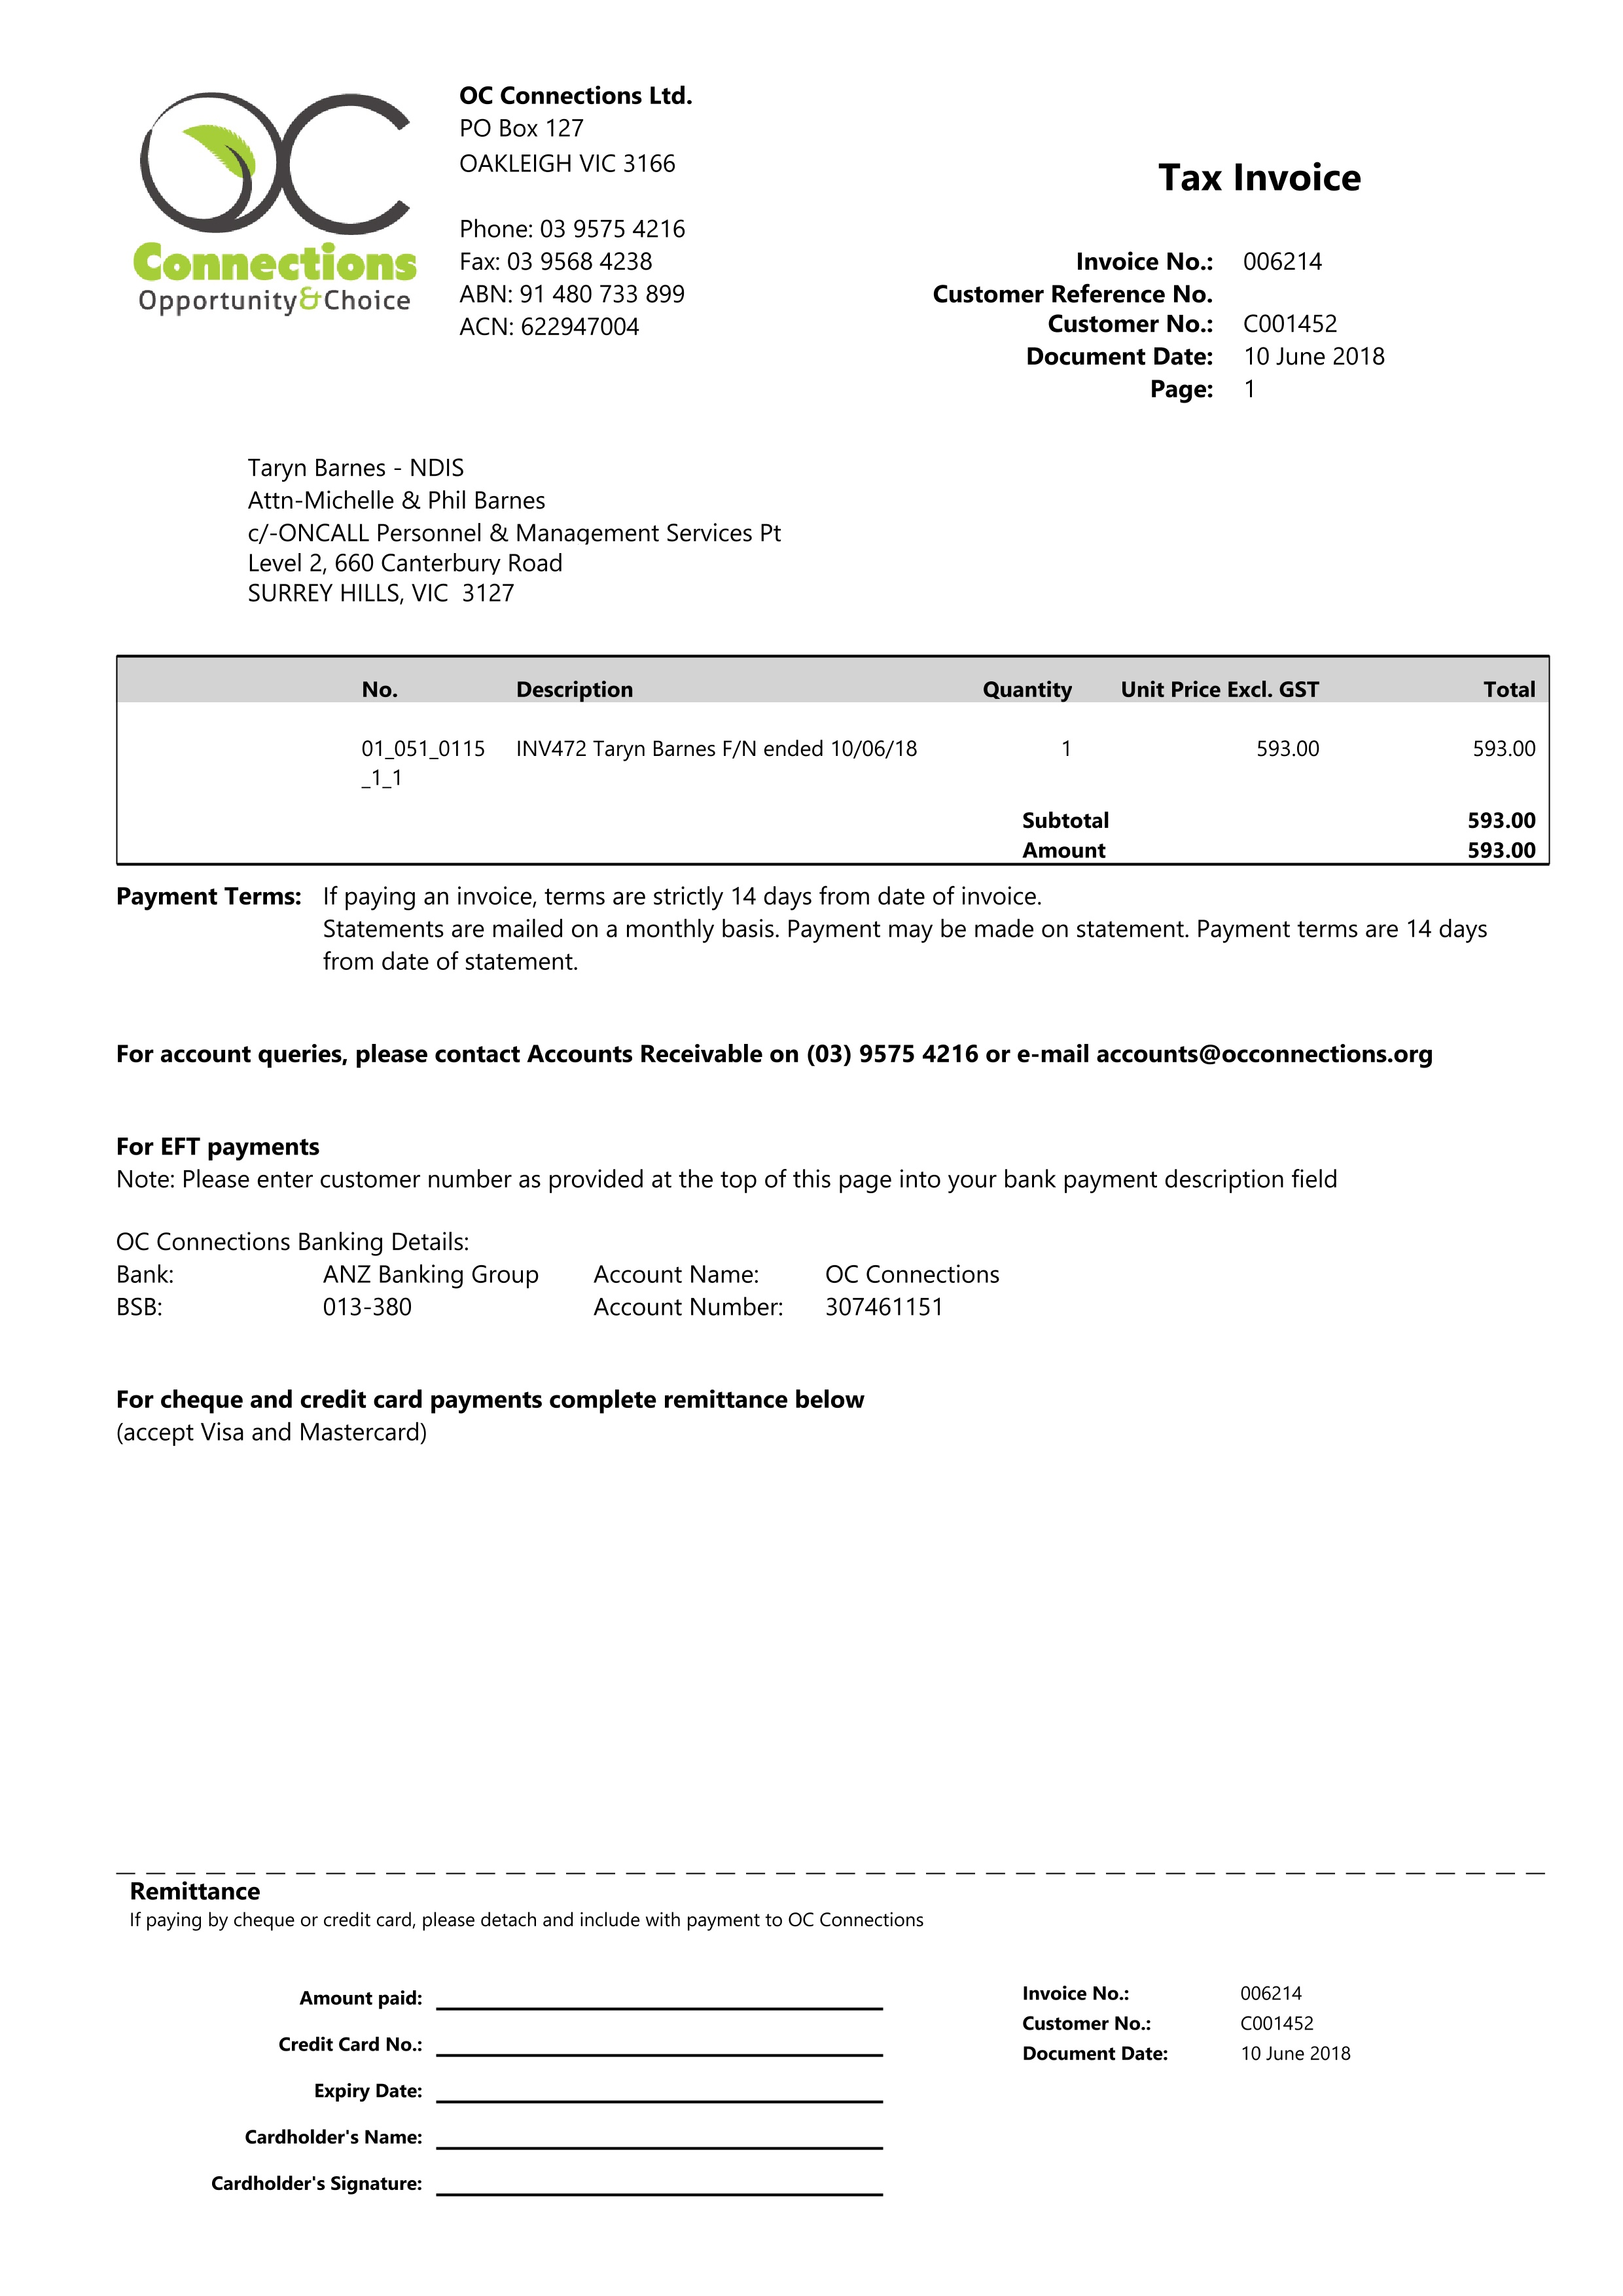 OC
Connections
Opportunity&Choice
OC Connections Ltd.
PO Box 127
OAKLEIGH VIC 3166
Phone: 03 9575 4216
Fax: 03 9568 4238
ABN: 91 480 733 899
ACN: 622947004
Tax Invoice
Invoice No.: 006214
Customer Reference No.
Customer No.: C001452
Document Date: 10 June 2018
Page: 1
Taryn Barnes - NDIS
Attn-Michelle & Phil Barnes
c/-ONCALL Personnel & Management Services Pt
Level 2, 660 Canterbury Road
SURREY HILLS, VIC 3127
No. Description Quantity Unit Price Excl. GST Total
01_051_0115 INV472 Taryn Barnes F/N ended 10/06/18 1 593.00 593.00
_1_1
Subtotal 593.00
Amount 593.00
Payment Terms: If paying an invoice, terms are strictly 14 days from date of invoice.
Statements are mailed on a monthly basis. Payment may be made on statement. Payment terms are 14 days
from date of statement.
For account queries, please contact Accounts Receivable on (03) 9575 4216 or e-mail accounts@occonnections.org
For EFT payments
Note: Please enter customer number as provided at the top of this page into your bank payment description field
OC Connections Banking Details:
Bank: ANZ Banking Group Account Name: OC Connections
BSB: 013-380 Account Number: 307461151
For cheque and credit card payments complete remittance below
(accept Visa and Mastercard)
Remittance
If paying by cheque or credit card, please detach and include with payment to OC Connections
Amount paid:
Credit Card No.:
Expiry Date:
Cardholder's Name:
Cardholder's Signature:
Invoice No.: 006214
Customer No.: C001452
Document Date: 10 June 2018